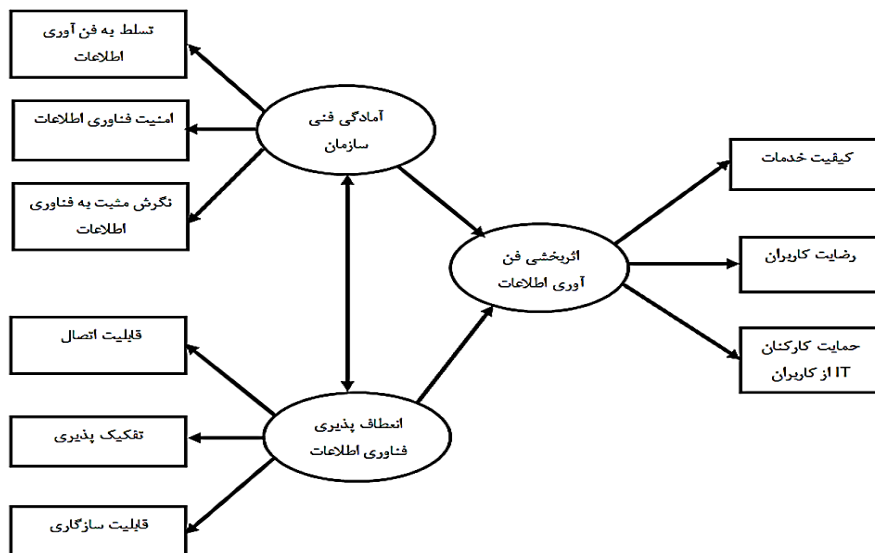 تسلط به فن آوری
اطلاعات
امنیت فناوری اطلاعات
نگرش مثبت به فناوری
اطلاعات
آمادگی فنی
سازمان
کیفیت خدمات
رضایت کاربران
حمایت کارکنان
IT از کاربران
اثربخشی فن
آوری اطلاعات
قابلیت اتصال
تفکیک پذیری
قابلیت سازگاری
انعطاف پذیری
فناوری اطلاعات